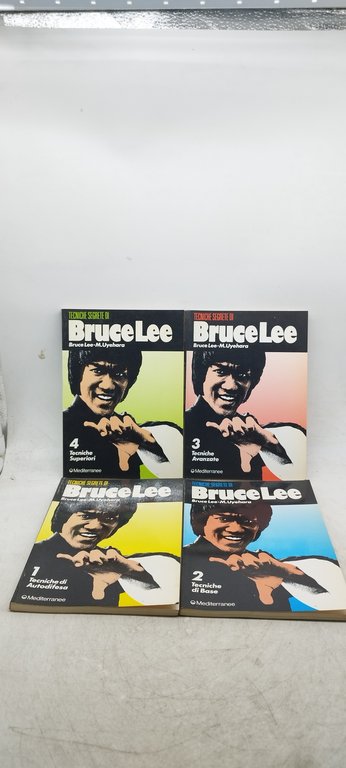 TECNICHE SEGRETE DI
Bruce Lee
Bruce Lee-M.Uyehara
4
Tecniche
Superiori
Mediterranee
TECNICHE SEGRETE DI
Bruce Lee
Bruce Lee-M.Uyehara
3
Tecniche
Avanzate
Mediterranee
TECNICHE SEGRETE DI
Bruce Lee
Bruce Lee-M.Uyehara
1
Tecniche di
Autodifesa
Mediterranee
TECNICHE SEGRETE DI
Bruce Lee
Bruce Lee-M.Uyehara
2
Tecniche
di Base
Mediterranee